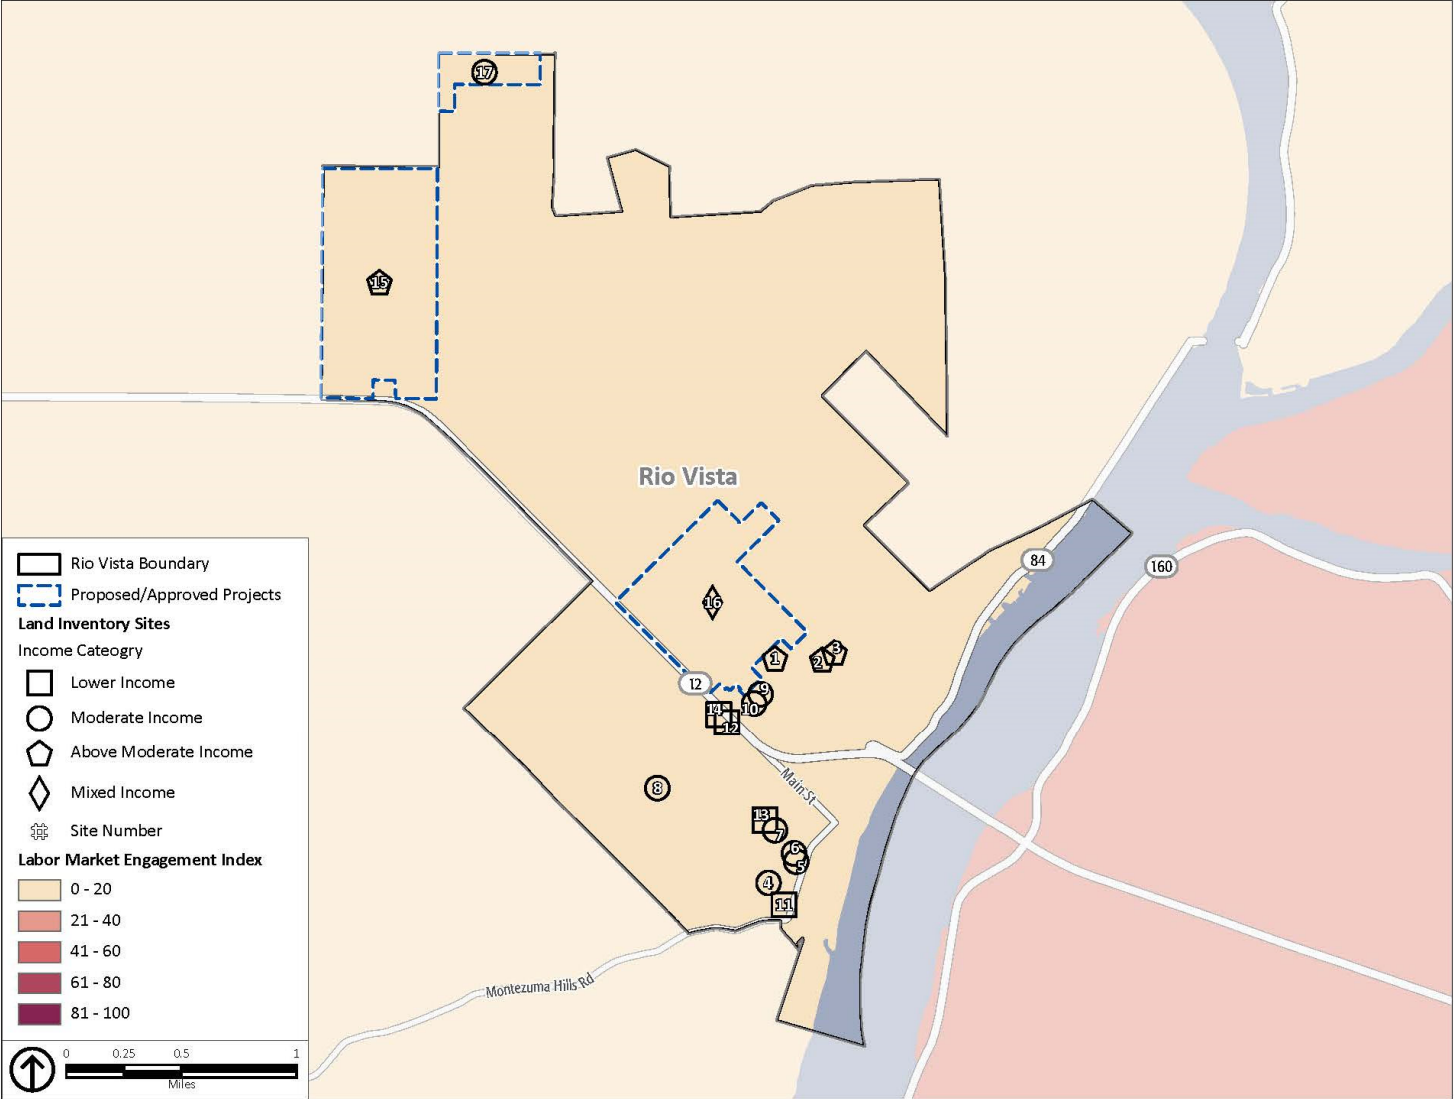 17
15
Rio Vista
84
160
16
1
3
2
12
9
14
10
12
Main St
8
13
7
6
5
4
11
Montezuma Hills Rd
Rio Vista Boundary
Proposed/Approved Projects
Land Inventory Sites
Income Cateogry
Lower Income
Moderate Income
Above Moderate Income
Mixed Income
#
Site Number
Labor Market Engagement Index
0 - 20
21 - 40
41 - 60
61 - 80
81 - 100
0 0.25 0.5 1
Miles